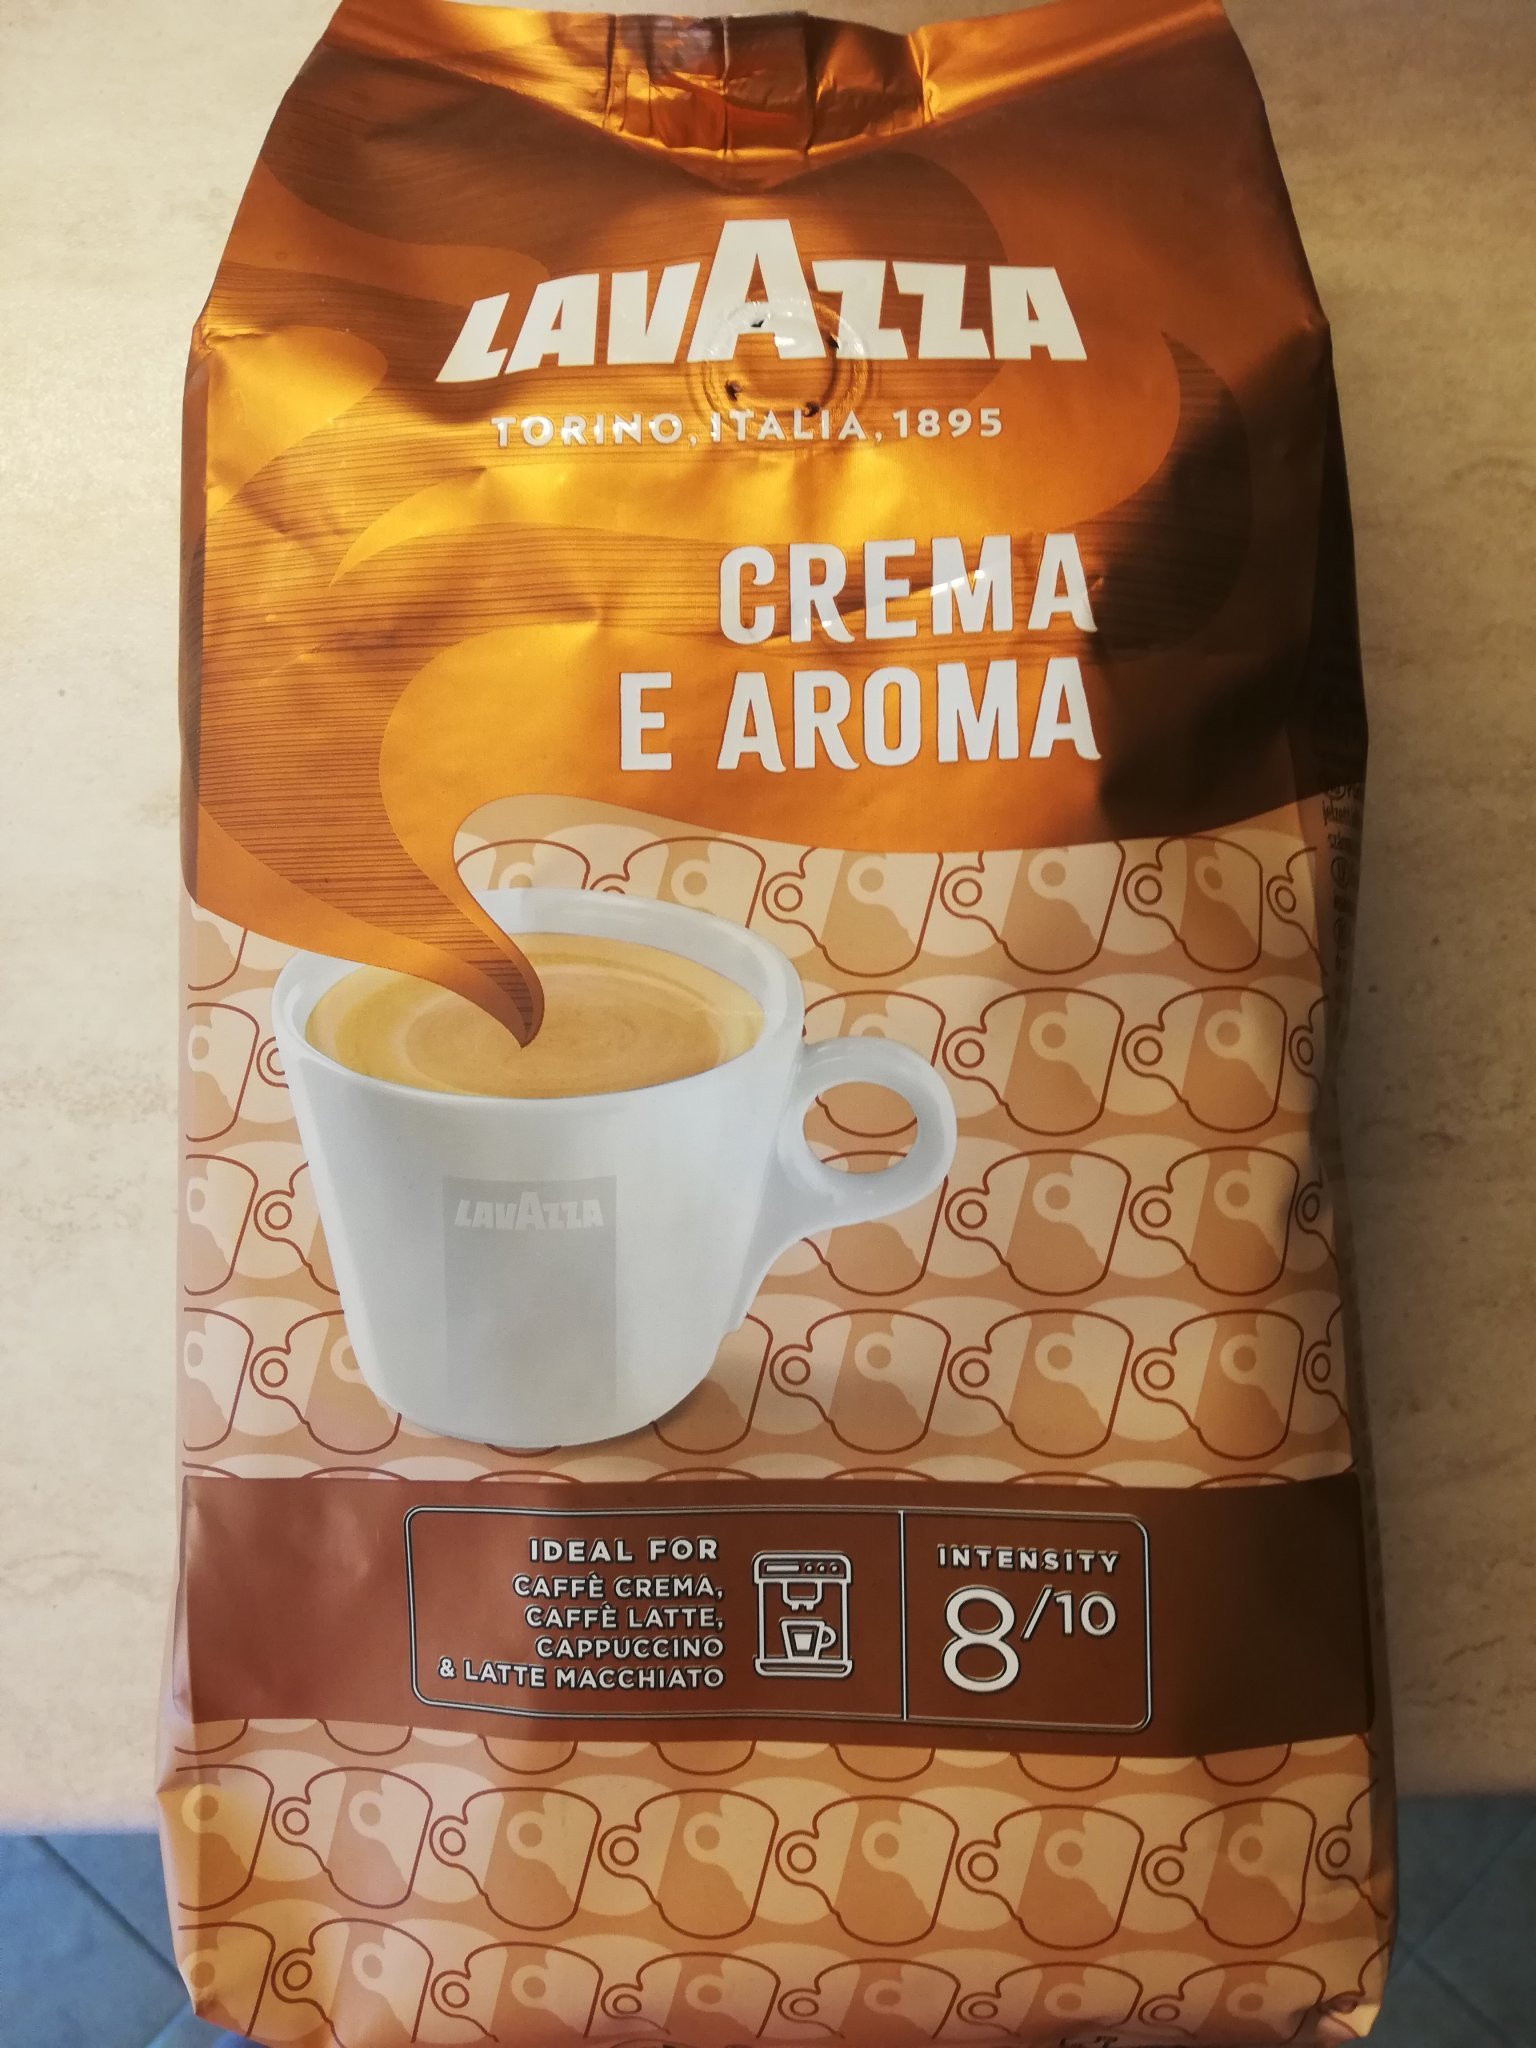 LAVAZZA
TORINO, ITALIA, 1895
CREMA
E AROMA
LAVAZZA
IDEAL FOR
CAFFÈ CREMA,
CAFFÈ LATTE,
CAPPUCCINO
& LATTE MACCHIATO
INTENSITY
8/10